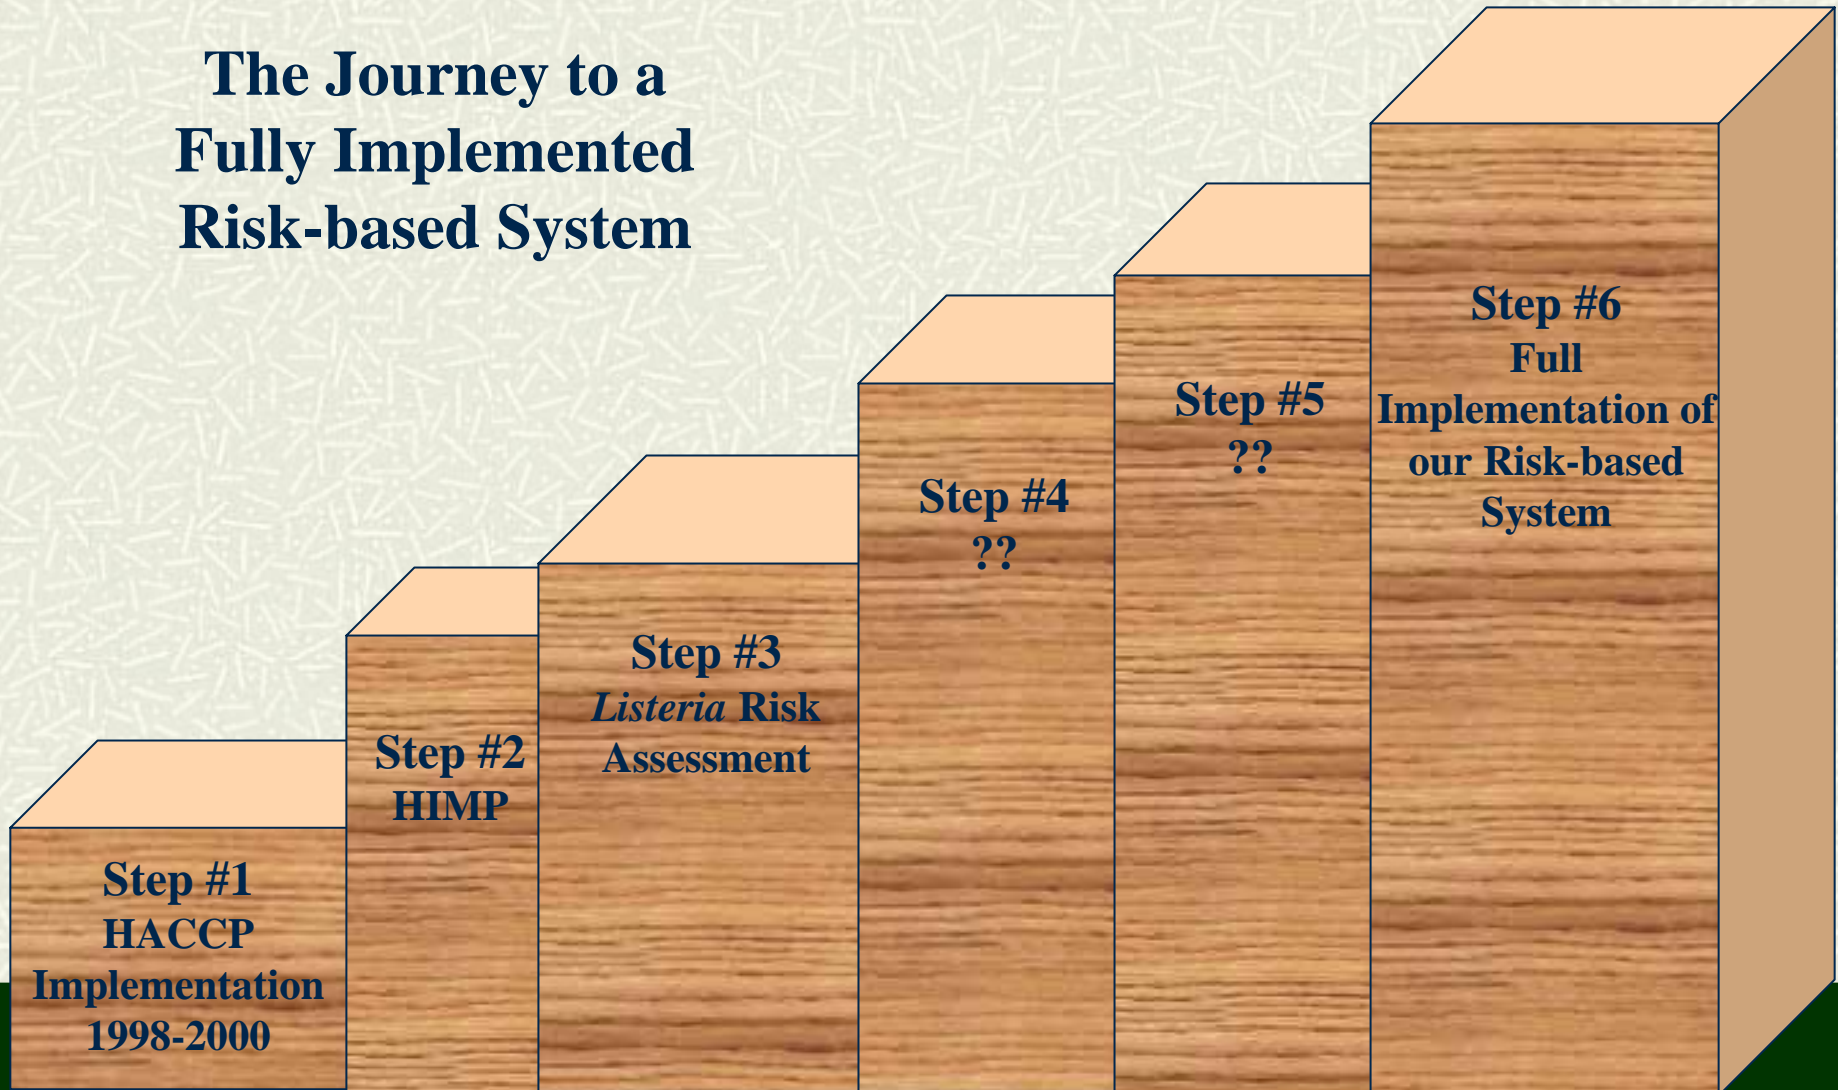 The Journey to a
Fully Implemented
Risk-based System
Step #1
HACCP
Implementation
1998-2000
Step #2
HIMP
Step #3
Listeria Risk
Assessment
Step #4
??
Step #5
??
Step #6
Full
Implementation of
our Risk-based
System